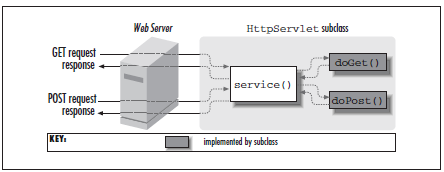 Web Server
HttpServlet subclass
GET request
response
doGet()
service()
POST request
response
doPost()
KEY:
implemented by subclass